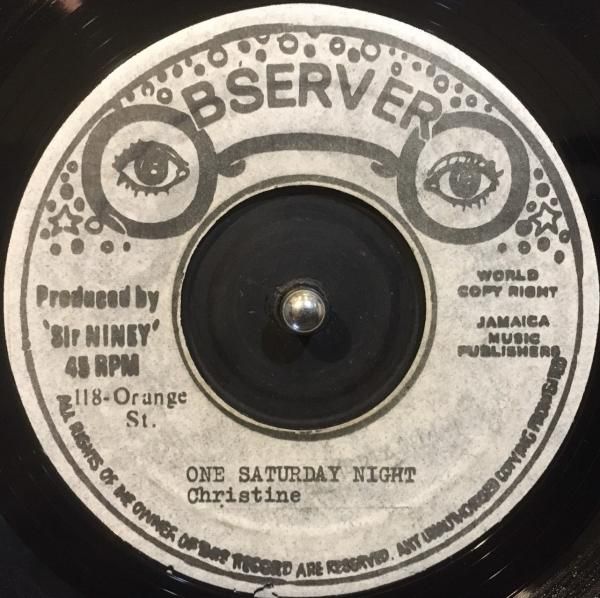 OBSERVER
Produced by
'Sir NINEY'
45 RPM
118-Orange
St.
WORLD
COPY RIGHT
JAMAICA
MUSIC
PUBLISHERS
ONE SATURDAY NIGHT
Christine
ALL RIGHTS OF THE OWNER OF THIS RECORD ARE RESERVED. ANY UNAUTHORISED COPYING PROHIBITED